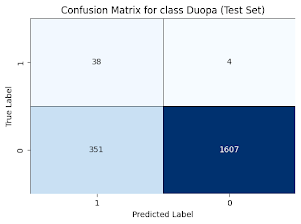 Confusion Matrix for class Duopa (Test Set)
True Label
1
38
4
0
351
1607
1
0
Predicted Label